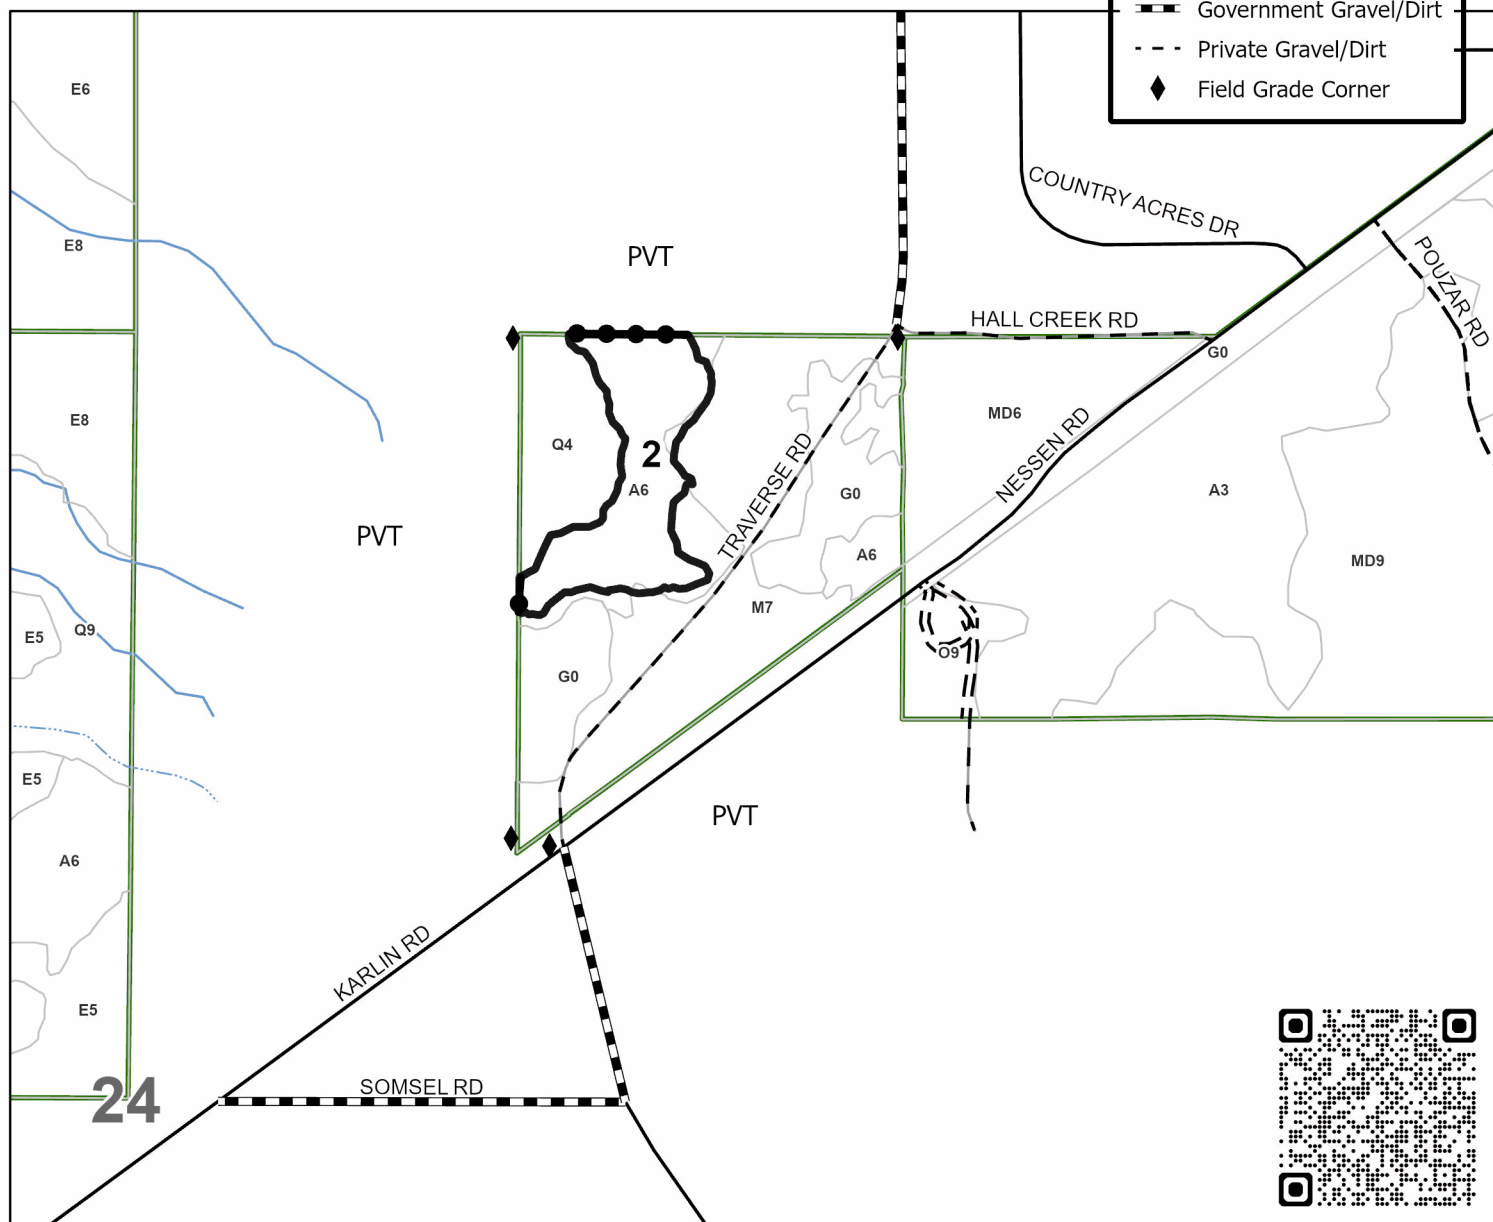 Government Gravel/Dirt
Private Gravel/Dirt
Field Grade Corner
E6
COUNTRY ACRES DR
E8
PVT
POUZAR RD
HALL CREEK RD
G0
E8
Q4
MD6
2
NESSEN RD
A6
TRAVERSE RD
G0
A3
PVT
A6
MD9
M7
E5
Q9
O9
G0
E5
PVT
A6
KARLIN RD
E5
SOMSEL RD
24